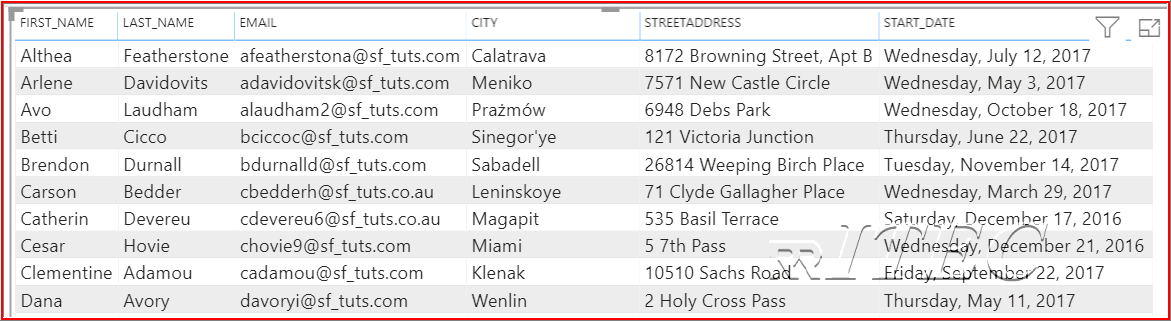 FIRST_NAME LAST_NAME EMAIL CITY STREETADDRESS START_DATE
Althea Featherstone afeatherstona@sf_tuts.com Calatrava 8172 Browning Street, Apt B Wednesday, July 12, 2017
Arlene Davidovits adavidovitsk@sf_tuts.com Meniko 7571 New Castle Circle Wednesday, May 3, 2017
Avo Laudham alaudham2@sf_tuts.com Prażmów 6948 Debs Park Wednesday, October 18, 2017
Betti Cicco bciccoc@sf_tuts.com Sinegor'ye 121 Victoria Junction Thursday, June 22, 2017
Brendon Durnall bdurnalld@sf_tuts.com Sabadell 26814 Weeping Birch Place Tuesday, November 14, 2017
Carson Bedder cbedderh@sf_tuts.co.au Leninskoye 71 Clyde Gallagher Place Wednesday, March 29, 2017
Catherin Devereu cdevereu6@sf_tuts.co.au Magapit 535 Basil Terrace Saturday, December 17, 2016
Cesar Hovie chovie9@sf_tuts.com Miami 5 7th Pass Wednesday, December 21, 2016
Clementine Adamou cadamou@sf_tuts.com Klenak 10510 Sachs Road Friday, September 22, 2017
Dana Avory davoryi@sf_tuts.com Wenlin 2 Holy Cross Pass Thursday, May 11, 2017
RRITEC